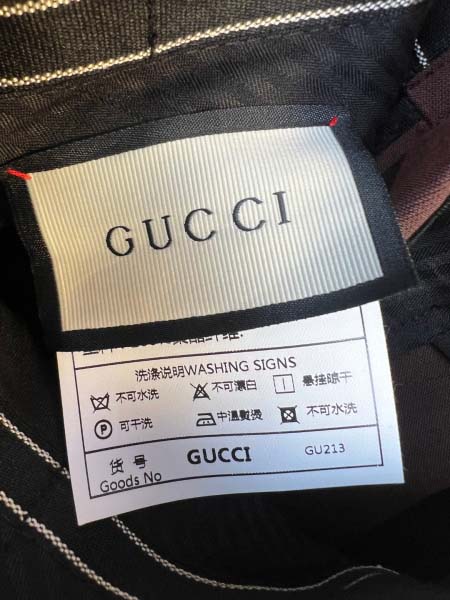 GUCCI
洗涤说明WASHING SIGNS
不可水洗 不可漂白 悬挂晾干
可干洗 中溫熨燙 不可水洗
货号 GUCCI GU213
Goods No